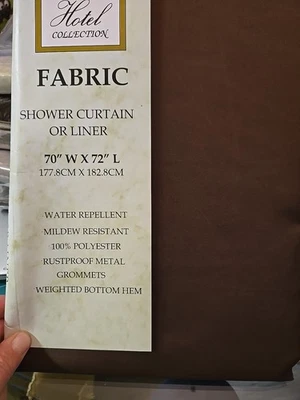 Hotel
COLLECTION
FABRIC
SHOWER CURTAIN
OR LINER
70" W X 72" L
177.8CM X 182.8CM
WATER REPELLENT
MILDEW RESISTANT
100% POLYESTER
RUSTPROOF METAL
GROMMETS
WEIGHTED BOTTOM HEM